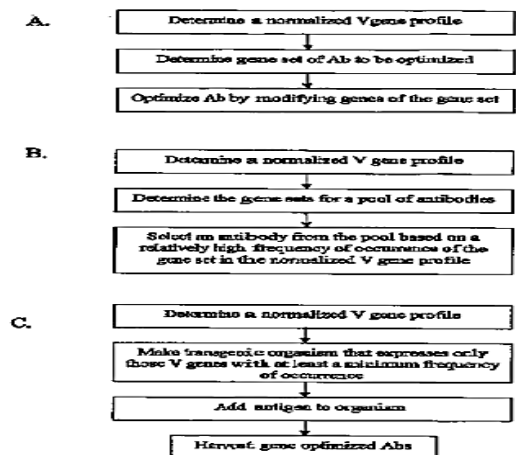 A.
Determine a normalized V gene profile
Determine gene set of Ab to be optimized
Optimize Ab by modifying genes of the gene set
B.
Determine a normalized V gene profile
Determine the gene sets for a pool of antibodies
Select an antibody from the pool based on a
relatively high frequency of occurrence of the
gene set in the normalized V gene profile
C.
Determine a normalized V gene profile
Make transgenic organism that expresses only
those V genes with at least a minimum frequency
of occurrence
Add antigen to organism
Harvest gene optimized Abs